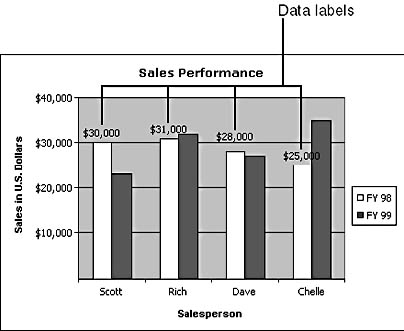 Data labels
Sales Performance
$40,000
$30,000
$20,000
$10,000
Sales in U.S. Dollars
$30,000
$31,000
$28,000
$25,000
FY 98
FY 99
Scott
Rich
Dave
Chelle
Salesperson